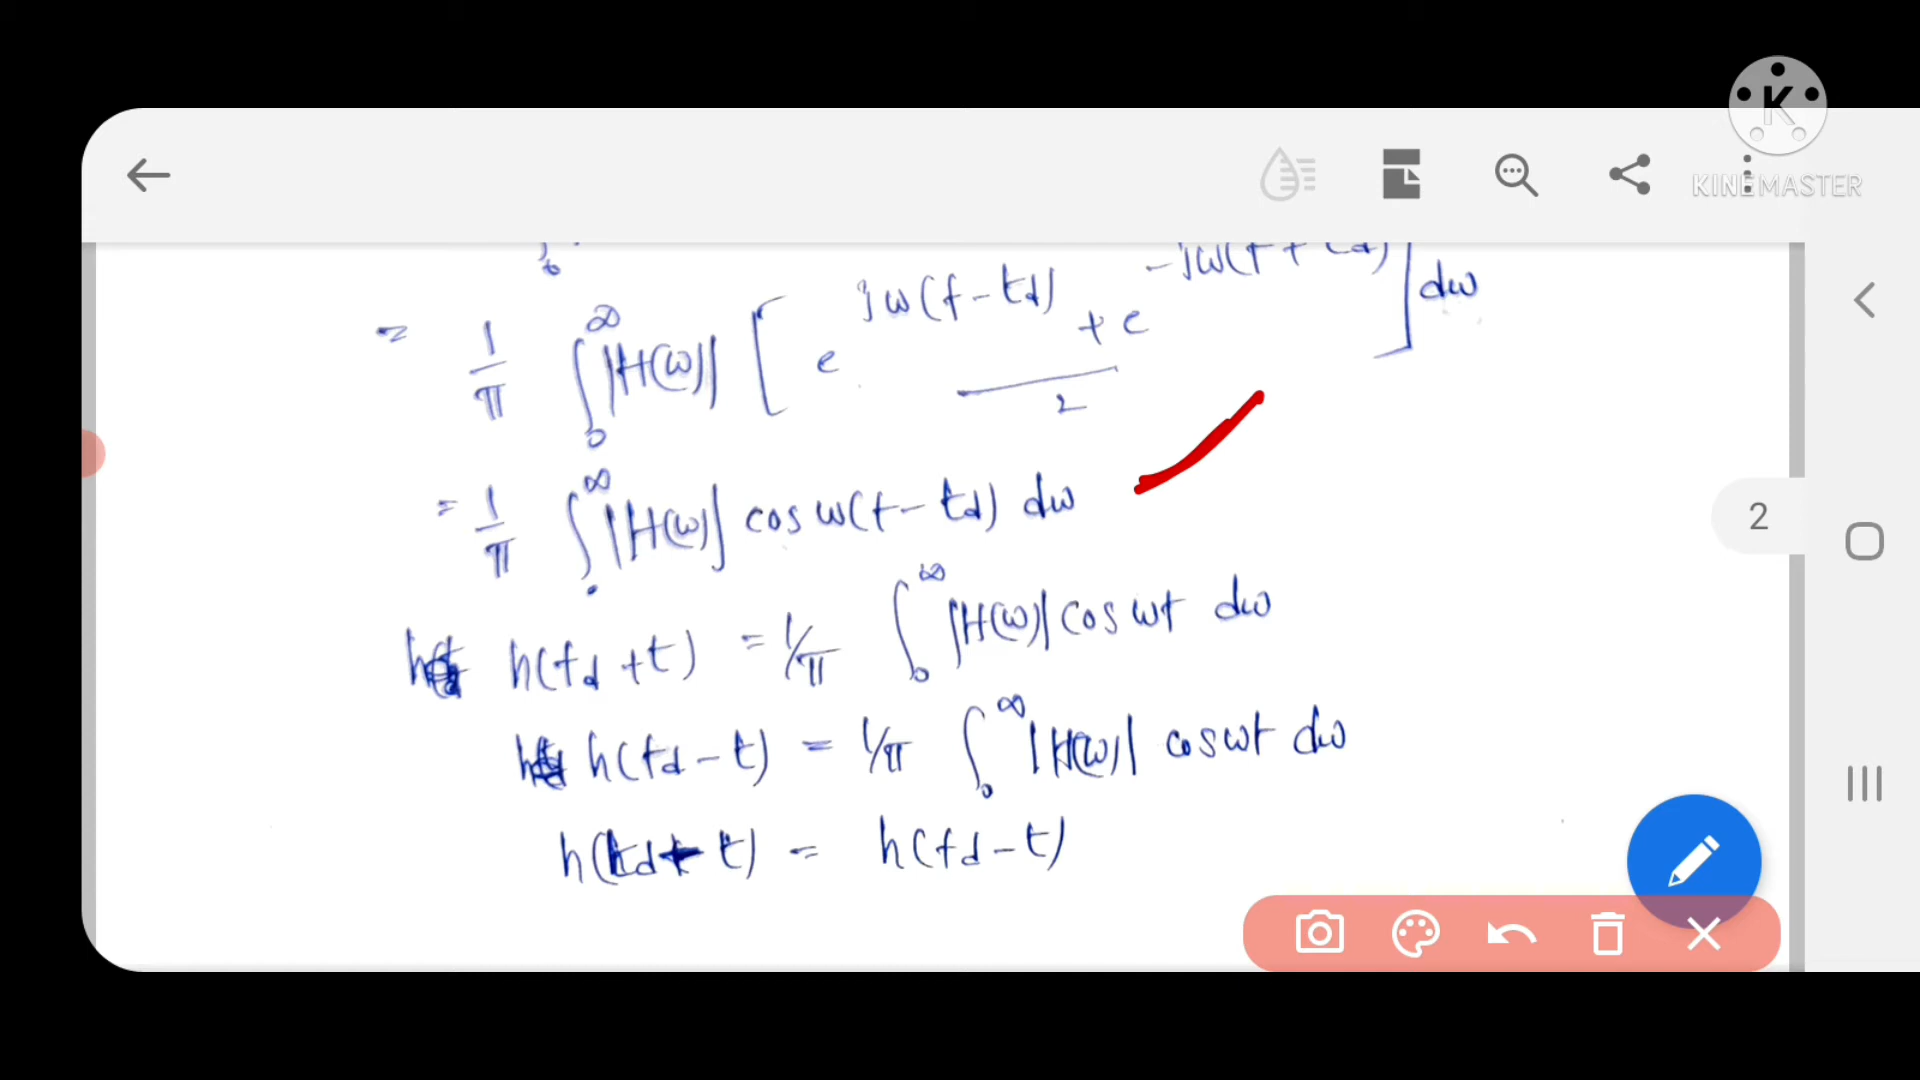 KINEMASTER
= 1/π ∫₀^∞ |H(ω)| [ e^{jω(t-td)} + e^{-jω(t+td)} / 2 ] dω
= 1/π ∫₀^∞ |H(ω)| cos ω(t-td) dω
2
h(td+t) = 1/π ∫₀^∞ |H(ω)| cos ωt dω
h(td-t) = 1/π ∫₀^∞ |H(ω)| cos ωt dω
h(td+t) = h(td-t)